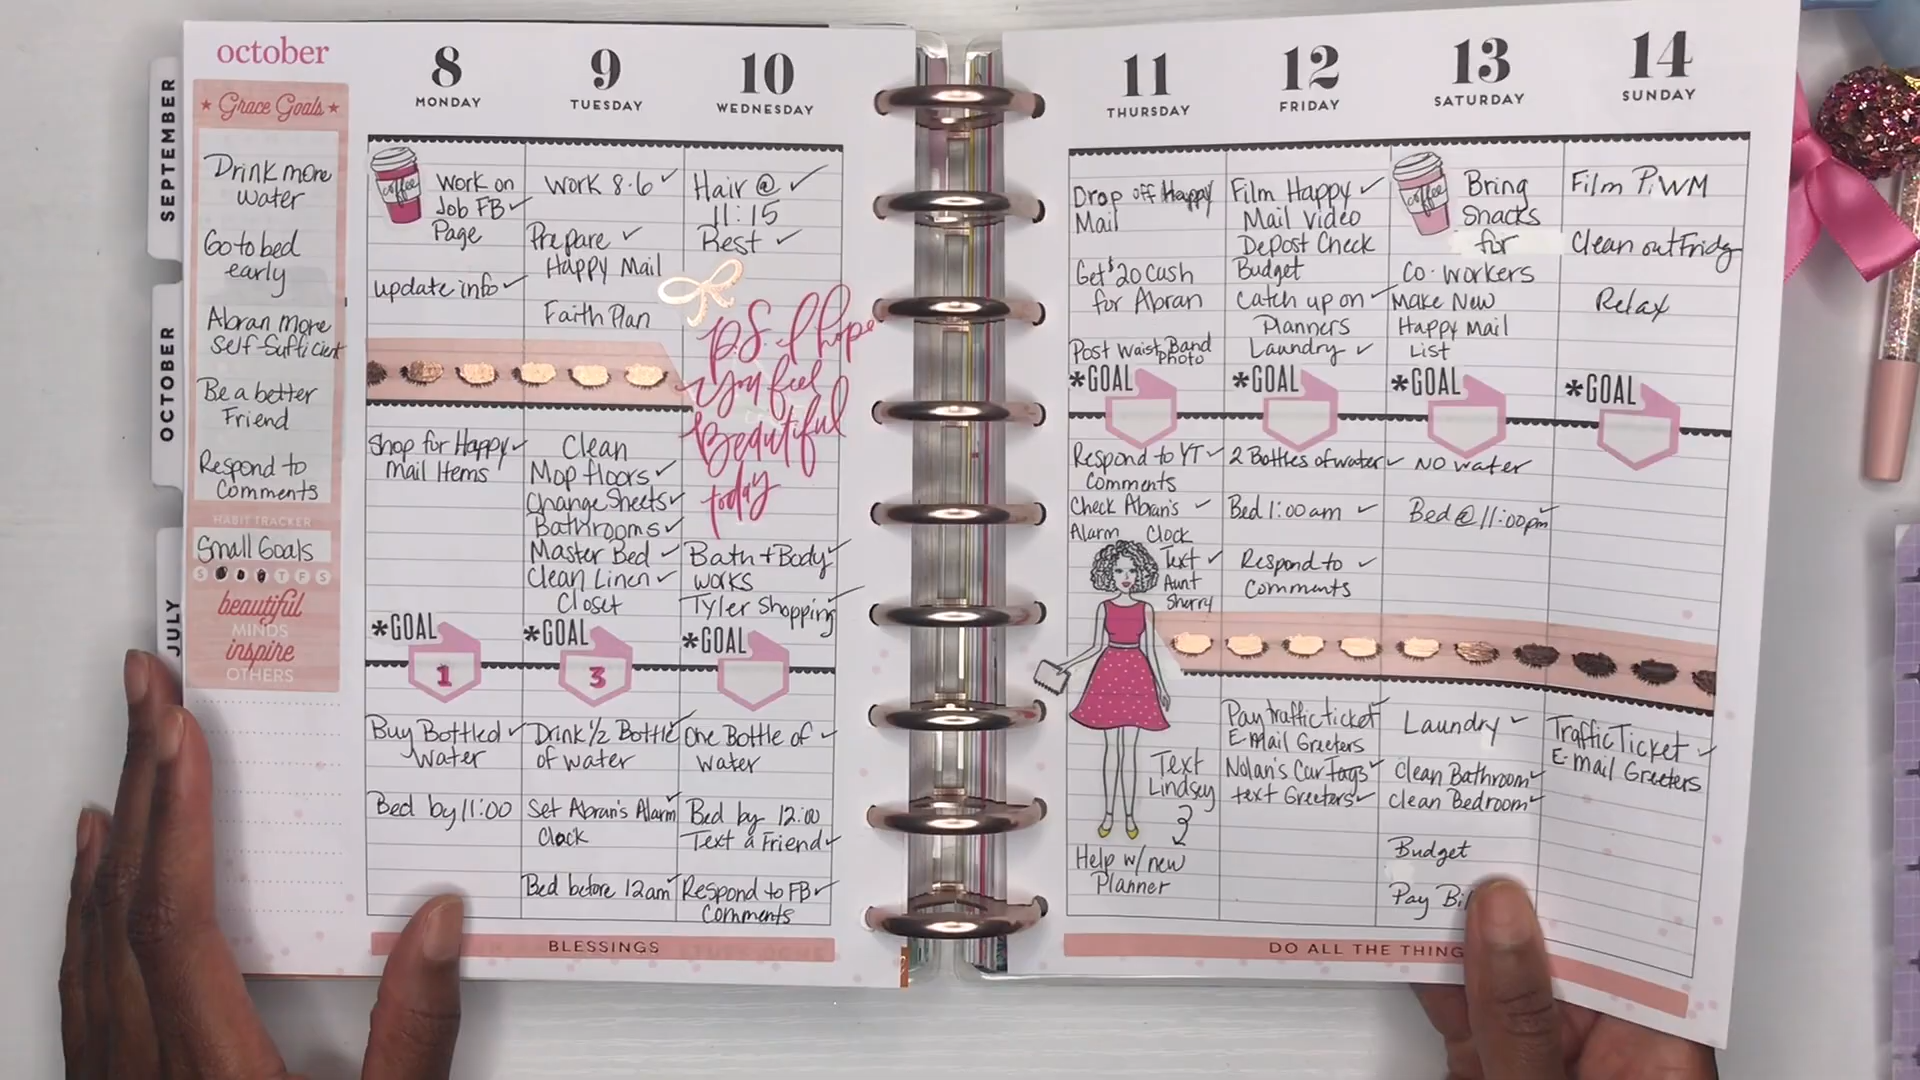 october
SEPTEMBER
OCTOBER
JULY
Grace Goals
Drink more
water
Go to bed
early
Abran more
Self-Sufficient
Be a better
Friend
Respond to
Comments
HABIT TRACKER
Small Goals
S T F S
beautiful
MINDS
inspire
OTHERS
8
MONDAY
coffee
Work on
Job FB
Page
update info
Shop for Happy
Mail Items
*GOAL
1
Buy Bottled
Water
Bed by 11:00
9
TUESDAY
Work 8-6
Prepare
Happy Mail
Faith Plan
Clean
Mop floors
Change Sheets
Bathrooms
Master Bed
Clean Linen
Closet
*GOAL
3
Drink 1/2 Bottle
of water
Set Abran's Alarm
Clock
Bed before 12am
10
WEDNESDAY
Hair @
11:15
Rest
P.S. I hope
you feel
Beautiful
today
Bath + Body
works
Tyler Shopping
*GOAL
One Bottle of
water
Bed by 12:00
Text a Friend
Respond to FB
Comments
BLESSINGS
11
THURSDAY
Drop off Happy
Mail
Get $20 cash
for Abran
Post Waist Band
Photo
*GOAL
Respond to YT
Comments
Check Abran's
Alarm Clock
Text
Aunt
Sherry
Text
Lindsey
Help w/ new
Planner
12
FRIDAY
Film Happy
Mail Video
Depost Check
Budget
Catch up on
Planners
Laundry
*GOAL
2 Bottles of water
Bed 1:00am
Respond to
Comments
Pay traffic ticket
E-Mail Greeters
Nolan's Car Tags
text Greeters
13
SATURDAY
coffee
Bring
Snacks
for
Co-workers
Make New
Happy Mail
List
*GOAL
No water
Bed @ 11:00pm
Laundry
Clean Bathroom
Clean Bedroom
Budget
Pay
14
SUNDAY
Film PWM
Clean out Fridg
Relax
*GOAL
Traffic Ticket
E-Mail Greeters
DO ALL THE THING